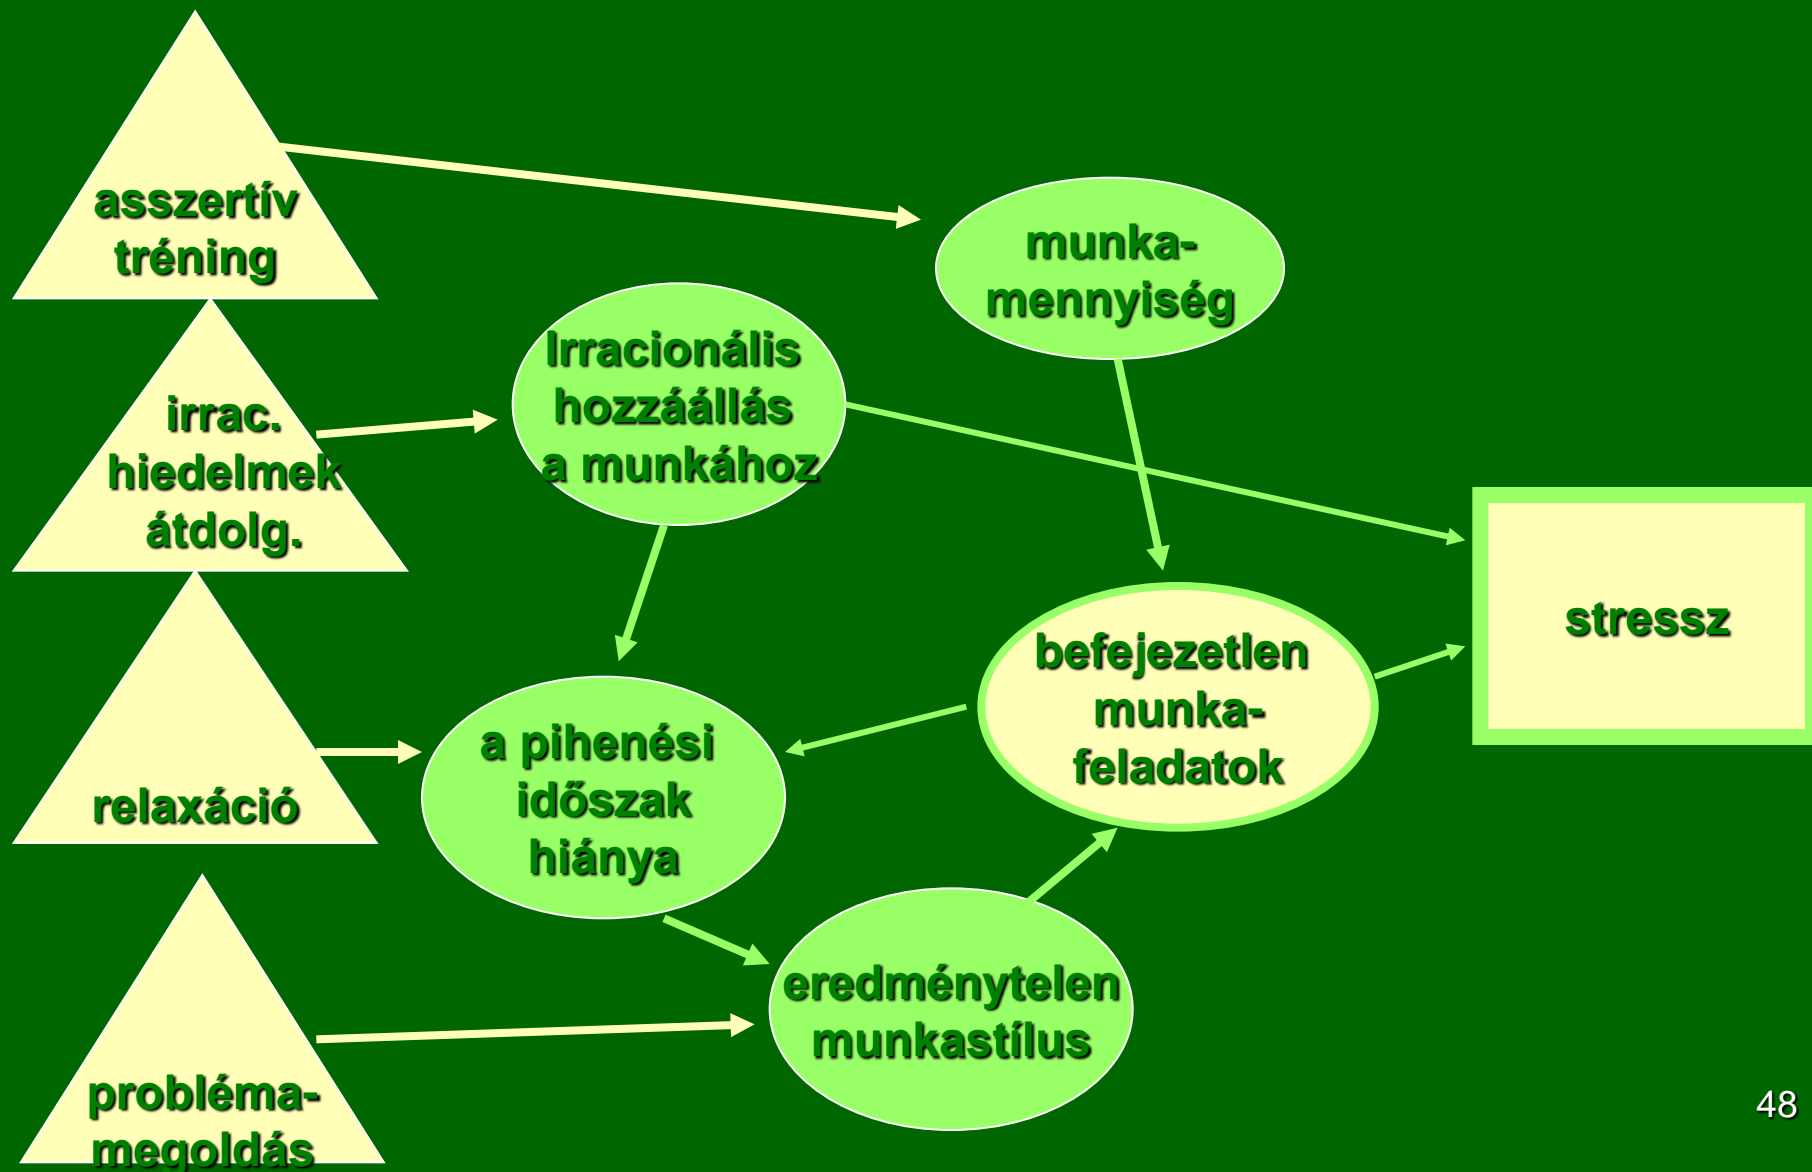 asszertív
tréning
munka-
mennyiség
Irracionális
hozzáállás
a munkához
irrac.
hiedelmek
átdolg.
stressz
befejezetlen
munka-
feladatok
a pihenési
időszak
hiánya
relaxáció
eredménytelen
munkastílus
probléma-
megoldás
48